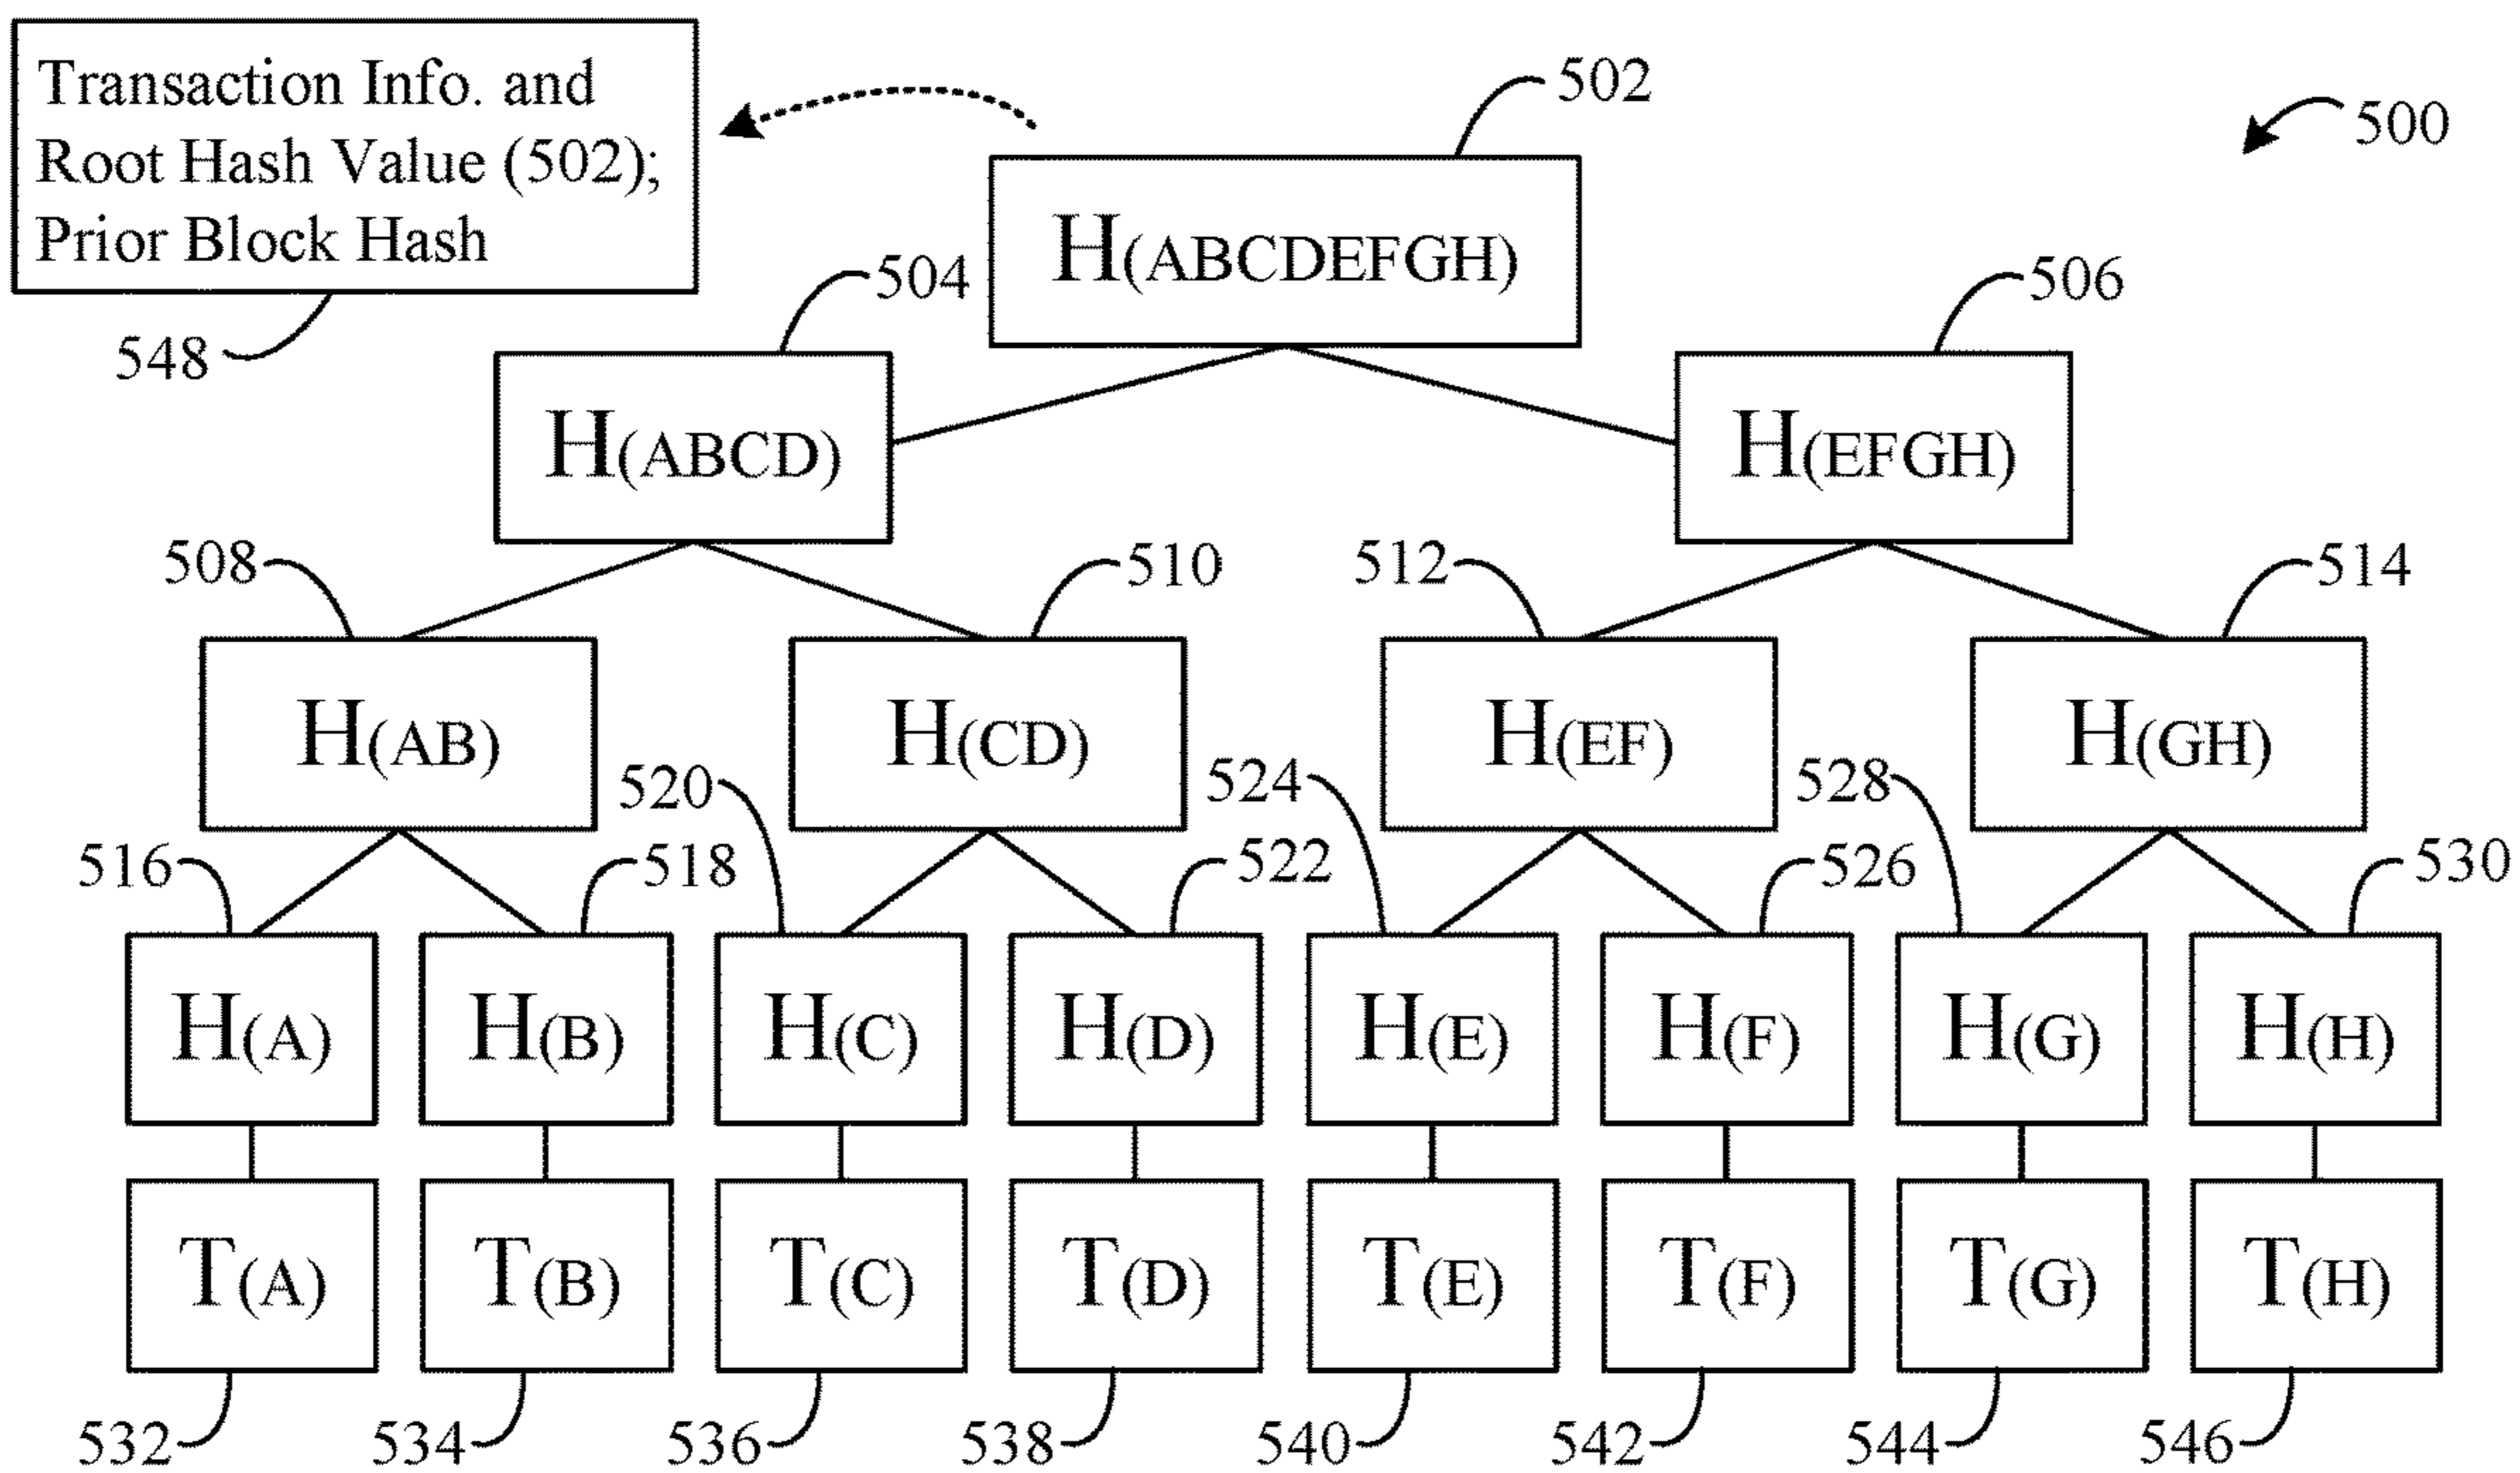 Transaction Info. and
Root Hash Value (502);
Prior Block Hash
502
500
H(ABCDEFGH)
504
506
548
H(ABCD)
H(EFGH)
508
510
512
514
H(AB)
H(CD)
H(EF)
H(GH)
520
524
528
516
518
522
526
530
H(A)
H(B)
H(C)
H(D)
H(E)
H(F)
H(G)
H(H)
T(A)
T(B)
T(C)
T(D)
T(E)
T(F)
T(G)
T(H)
532
534
536
538
540
542
544
546